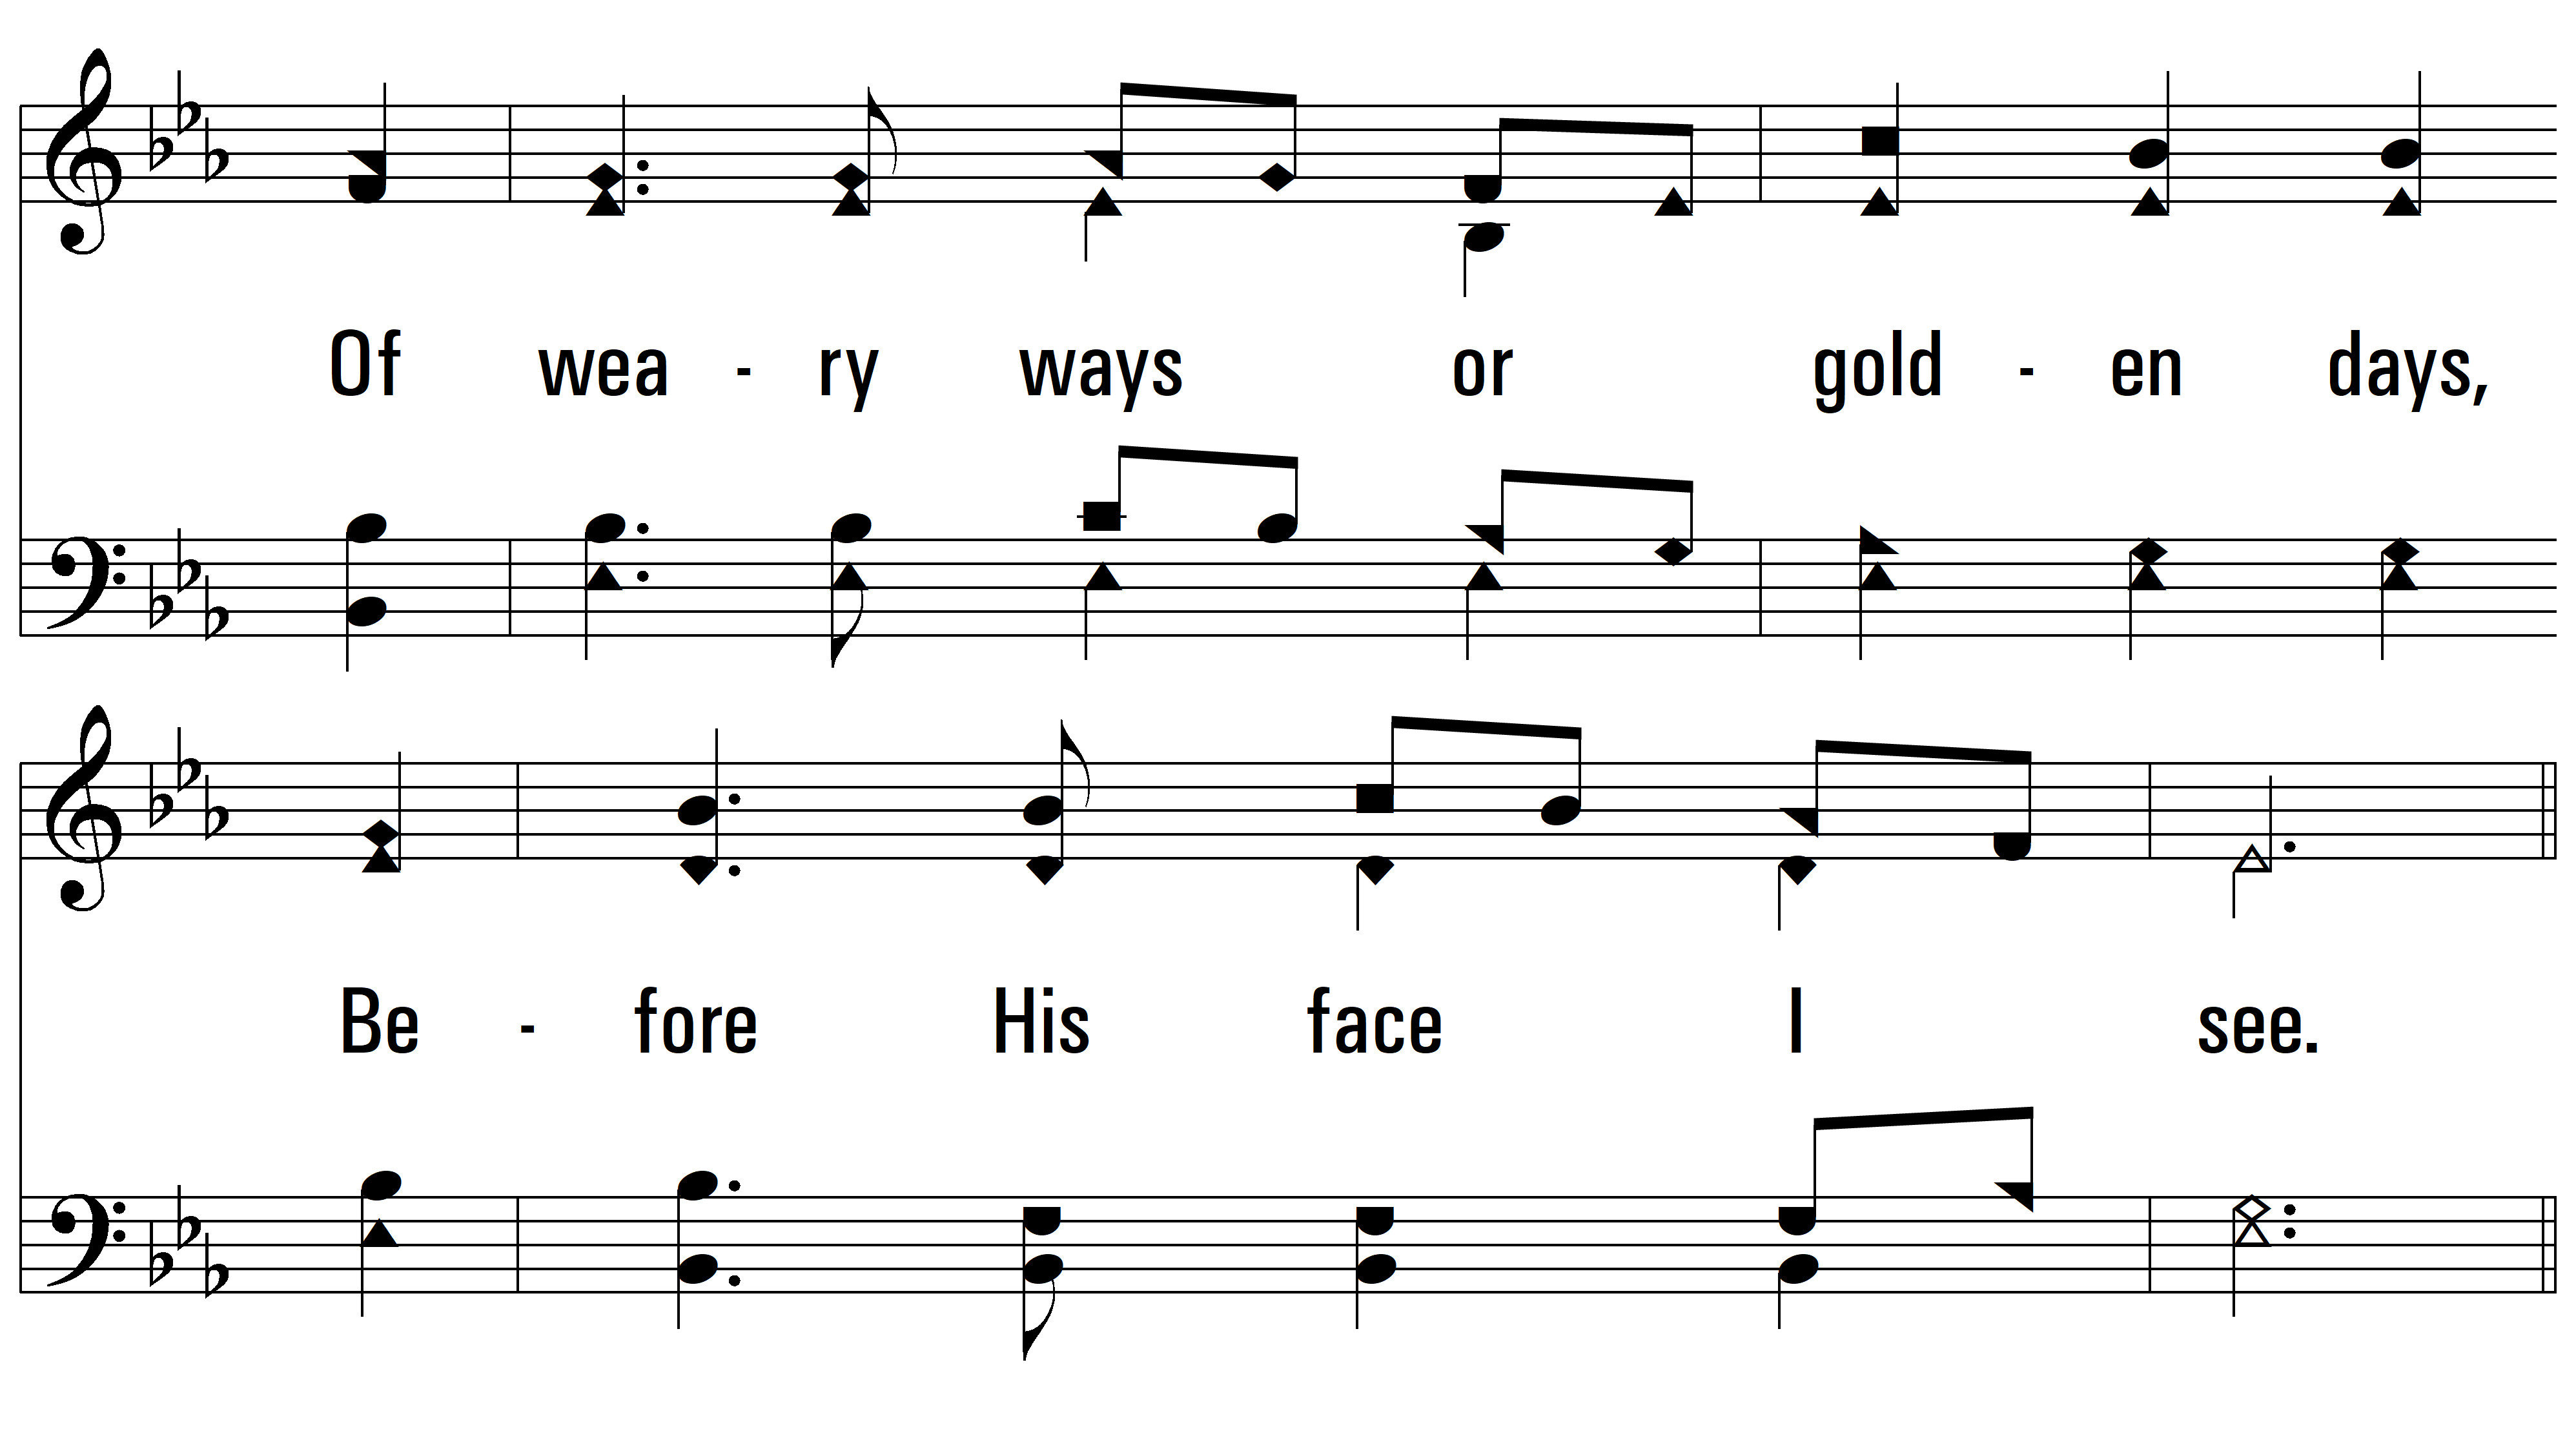 Of wea - ry ways or gold - en days,
Be - fore His face I see.